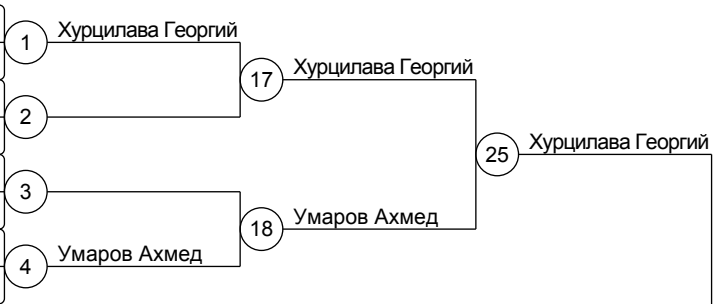 1 Хурцилава Георгий
17 Хурцилава Георгий
2
25 Хурцилава Георгий
3
18 Умаров Ахмед
4 Умаров Ахмед